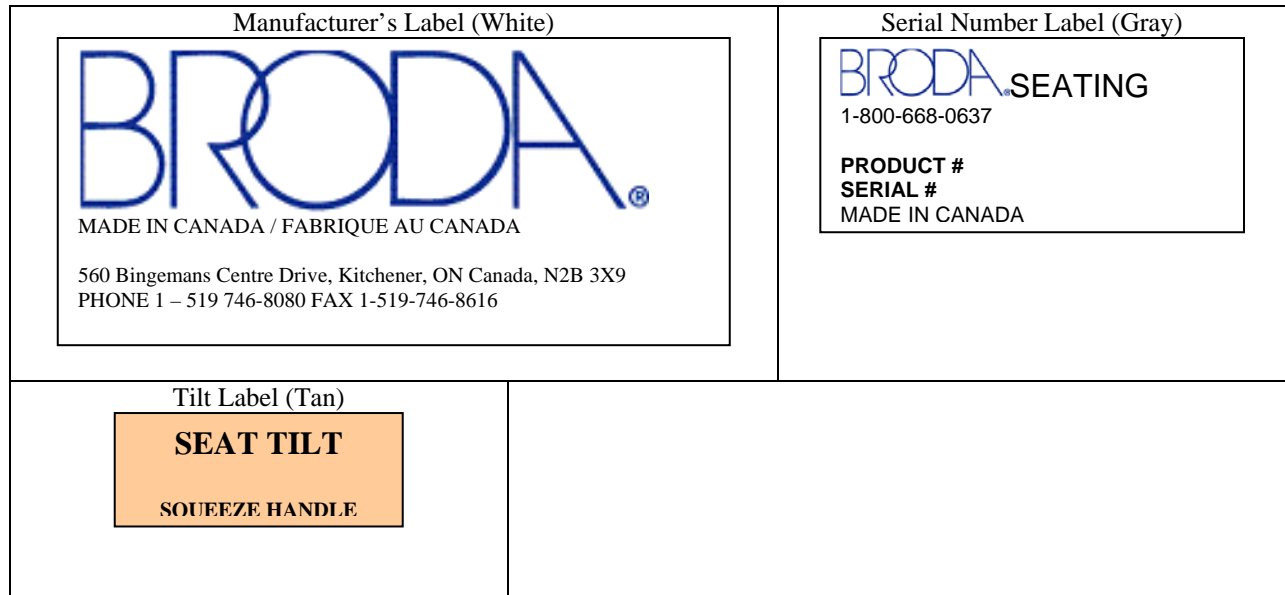 Manufacturer's Label (White)
BRODA®
MADE IN CANADA / FABRIQUE AU CANADA
560 Bingemans Centre Drive, Kitchener, ON Canada, N2B 3X9
PHONE 1 – 519 746-8080 FAX 1-519-746-8616
Serial Number Label (Gray)
BRODA®SEATING
1-800-668-0637
PRODUCT #
SERIAL #
MADE IN CANADA
Tilt Label (Tan)
SEAT TILT
SQUEEZE HANDLE